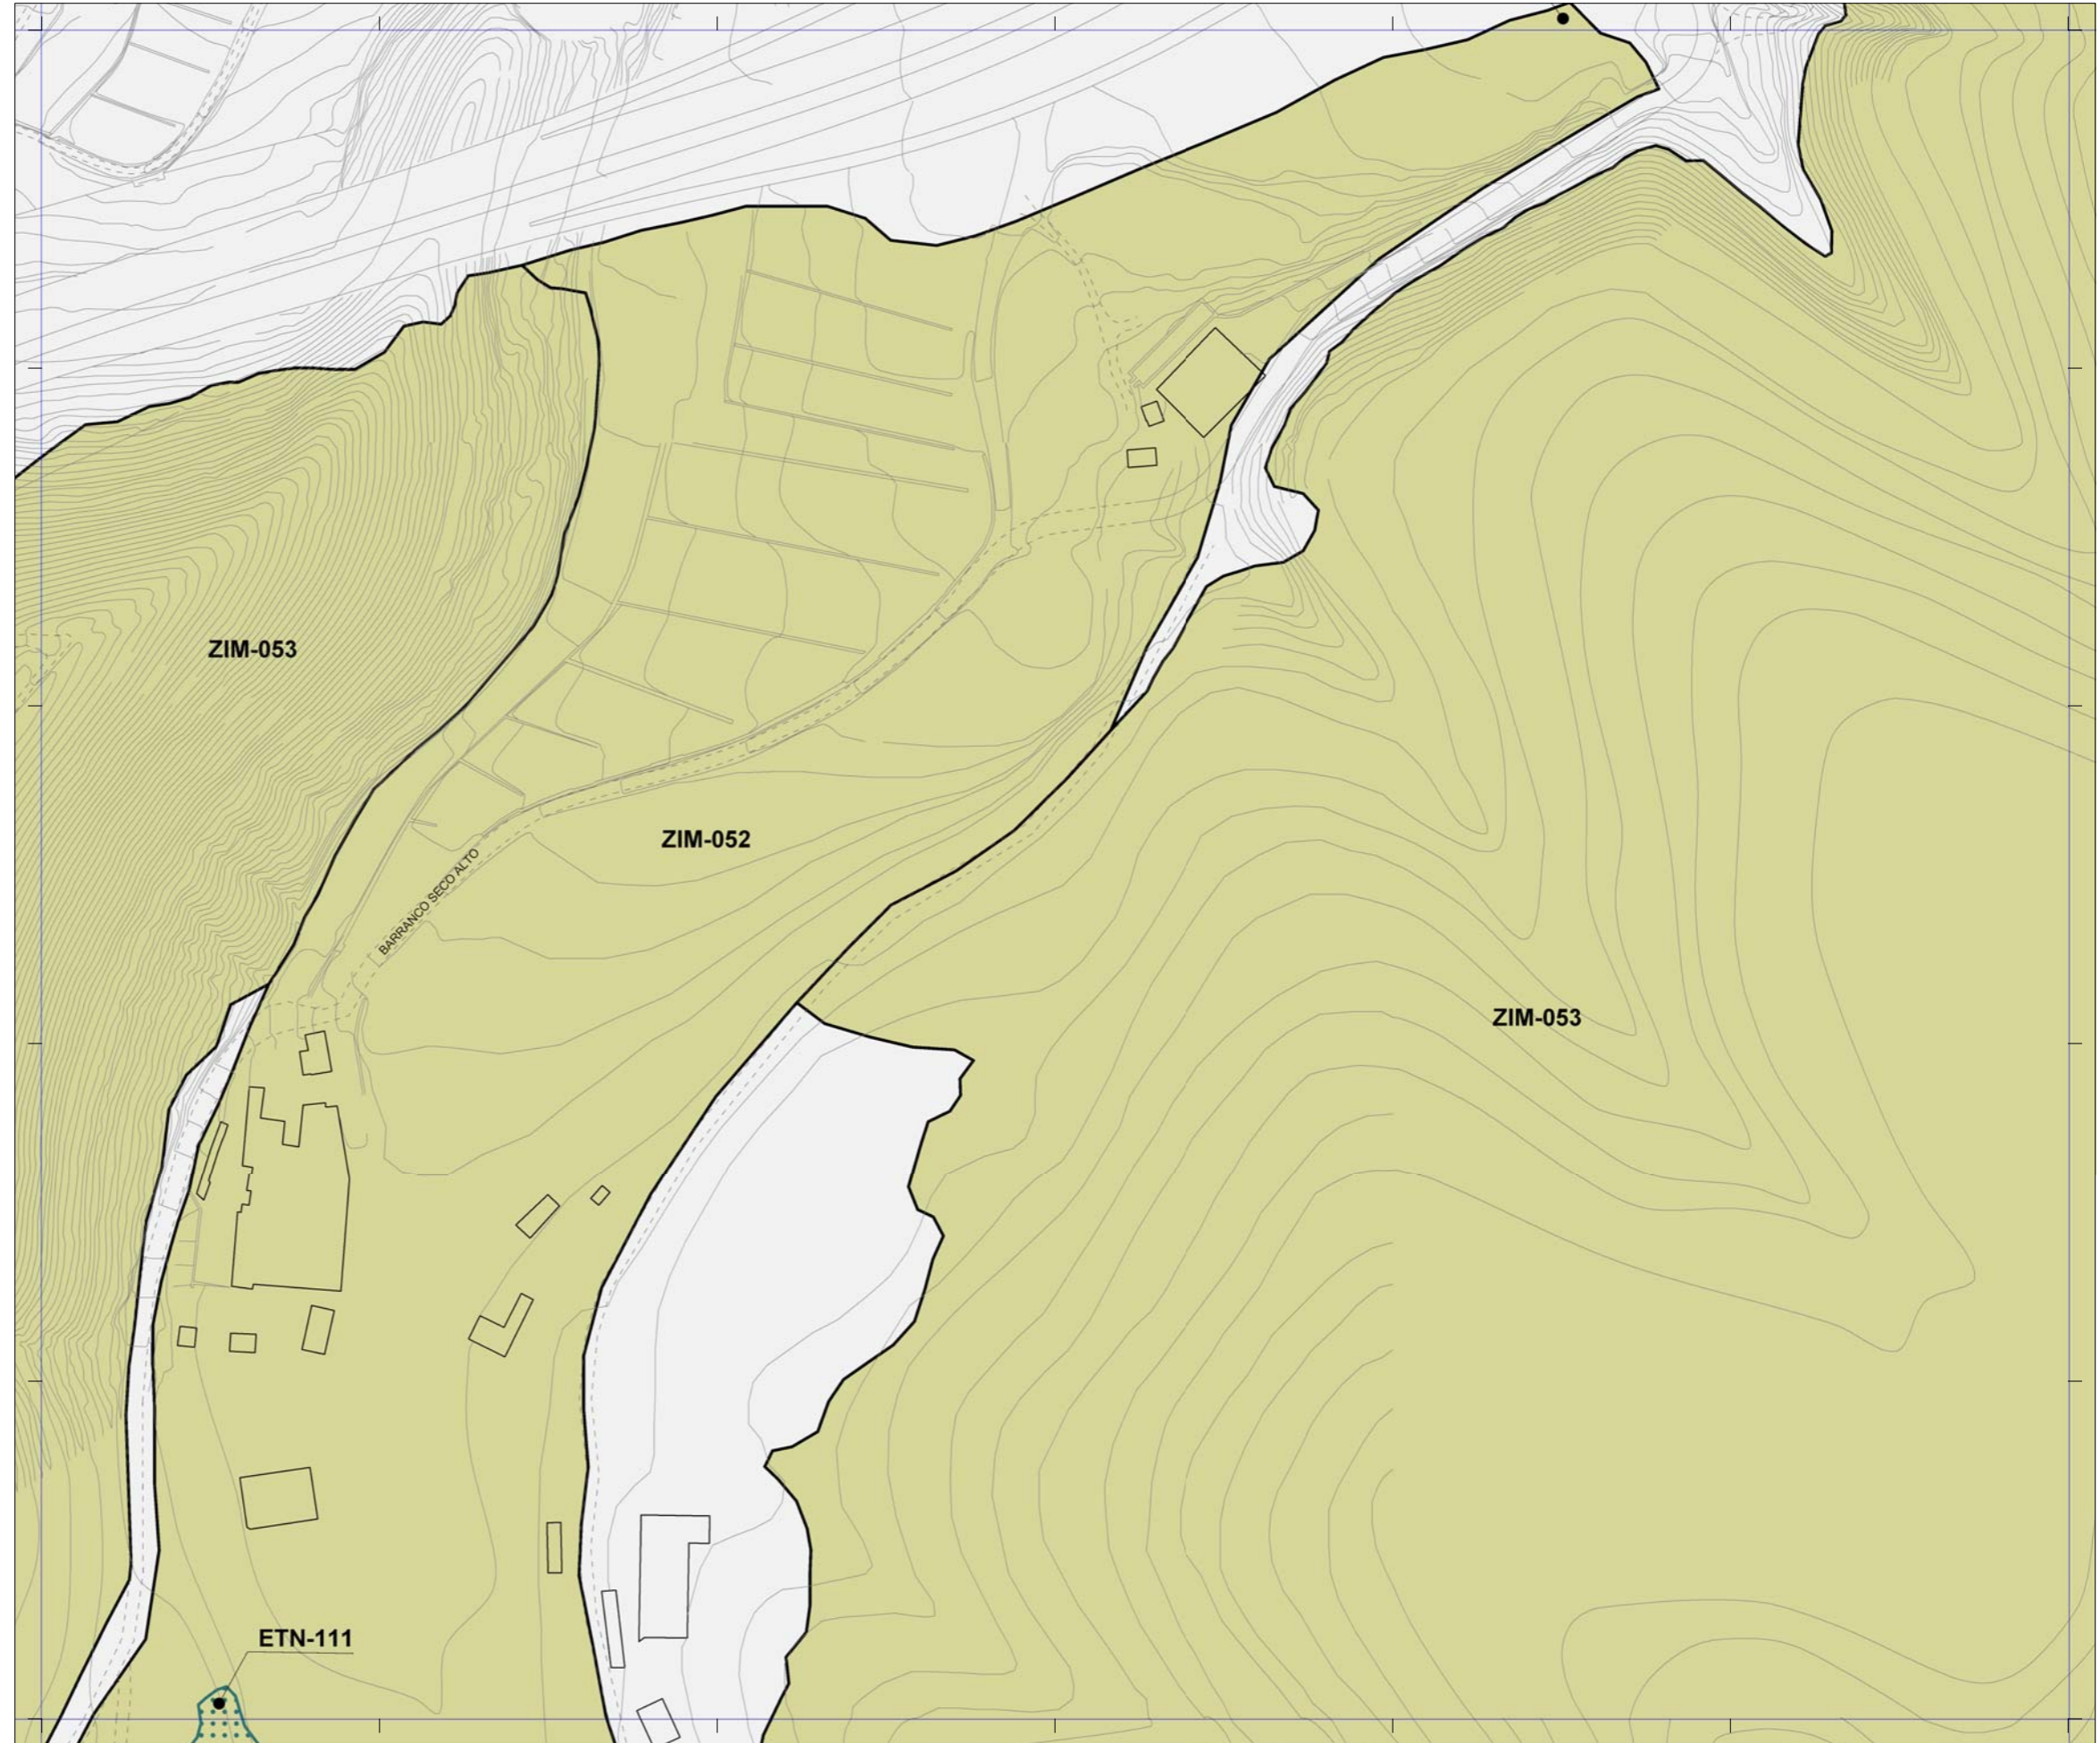 ZIM-053
ZIM-052
BARRANCO SECO ALTO
ZIM-053
ETN-111